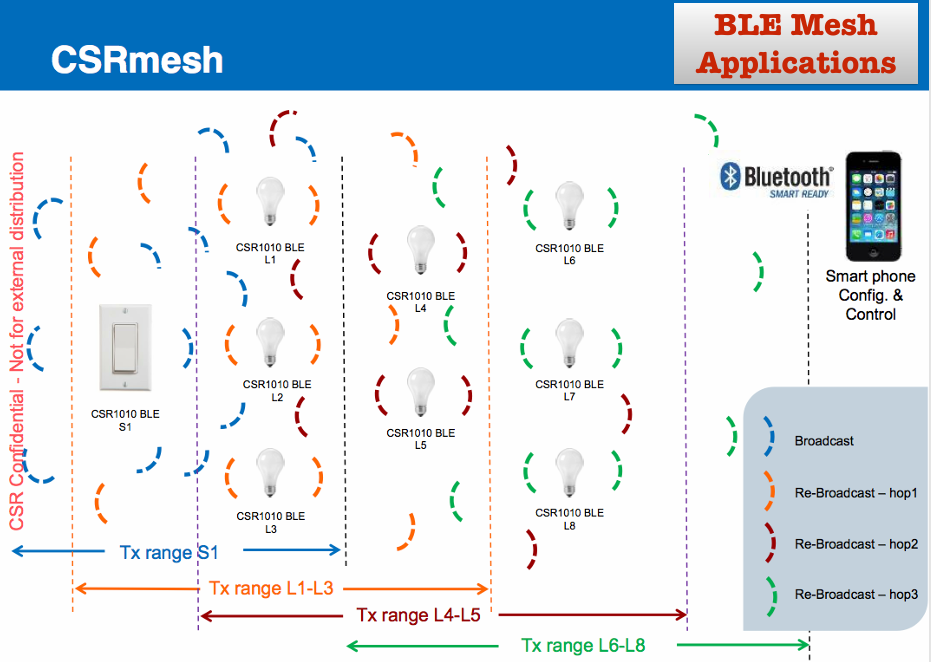 BLE Mesh
Applications
CSRmesh
CSR Confidential - Not for external distribution
Bluetooth®
SMART READY
Smart phone
Config. &
Control
CSR1010 BLE
L1
CSR1010 BLE
L6
CSR1010 BLE
L4
CSR1010 BLE
S1
CSR1010 BLE
L2
CSR1010 BLE
L7
CSR1010 BLE
L5
CSR1010 BLE
L3
CSR1010 BLE
L8
Broadcast
Re-Broadcast – hop1
Re-Broadcast – hop2
Re-Broadcast – hop3
Tx range S1
Tx range L1-L3
Tx range L4-L5
Tx range L6-L8